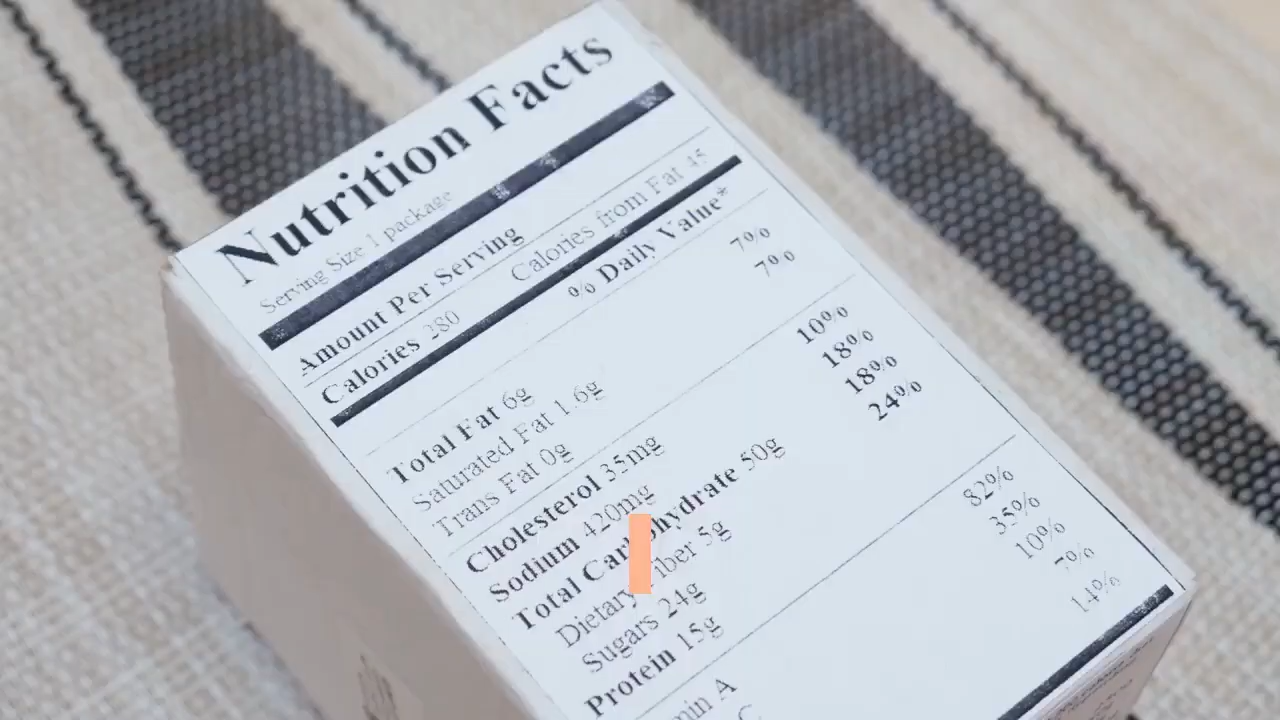 Nutrition Facts
Serving Size 1 package
Amount Per Serving
Calories 280 Calories from Fat 45
% Daily Value*
Total Fat 6g 7%
Saturated Fat 1.6g 7%
Trans Fat 0g
Cholesterol 35mg 10%
Sodium 420mg 18%
Total Carbohydrate 50g 18%
Dietary Fiber 5g 24%
Sugars 24g
Protein 15g
82%
35%
10%
7%
14%